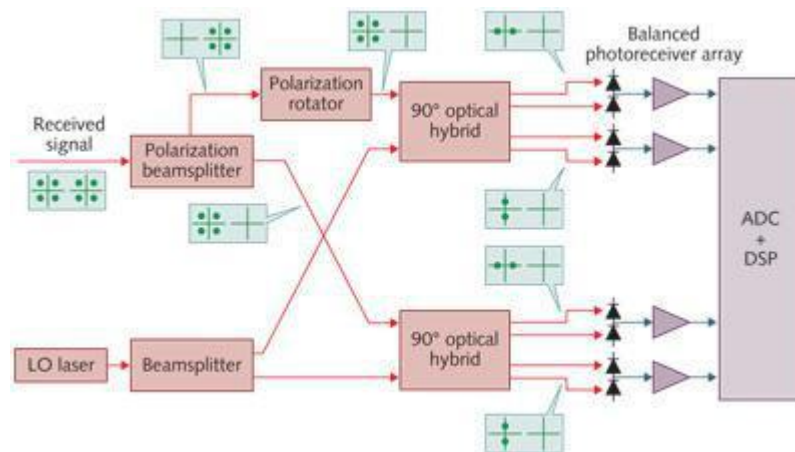 Balanced
photoreceiver array
Polarization
rotator
Received
signal
Polarization
beamsplitter
90° optical
hybrid
ADC
+
DSP
90° optical
hybrid
LO laser
Beamsplitter